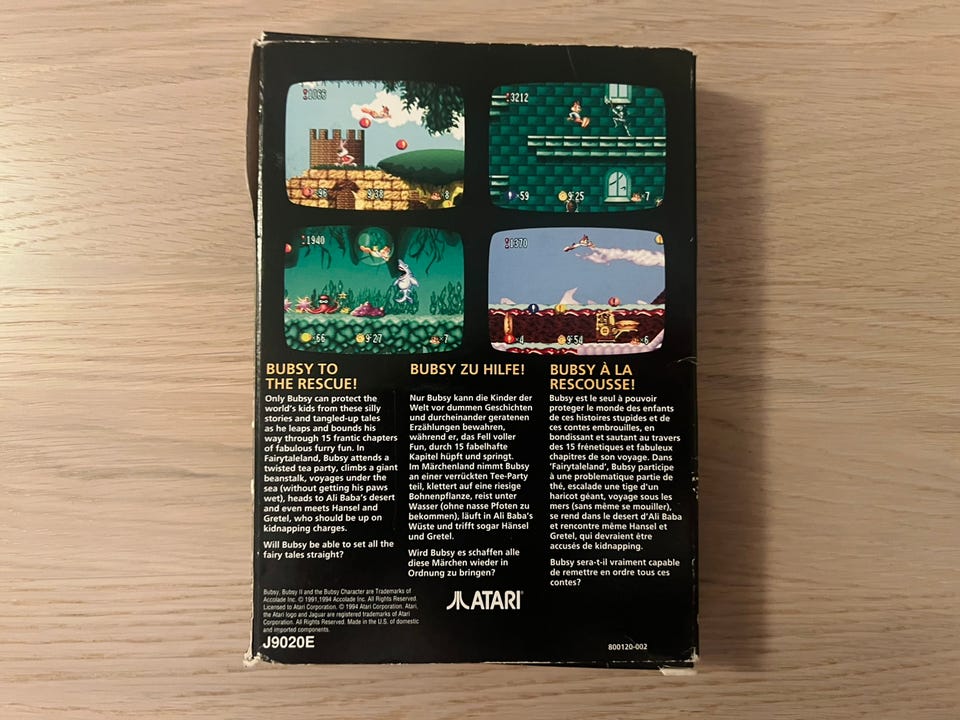 1066
96
9:38
8
3212
59
9:25
7
11940
66
9:27
7
1370
4
9:54
6
BUBSY TO
THE RESCUE!
Only Bubsy can protect the
world's kids from these silly
stories and tangled-up tales
as he leaps and bounds his
way through 15 frantic chapters
of fabulous furry fun. In
Fairytaleland, Bubsy attends a
twisted tea party, climbs a giant
beanstalk, voyages under the
sea (without getting his paws
wet), heads to Ali Baba's desert
and even meets Hansel and
Gretel, who should be up on
kidnapping charges.
Will Bubsy be able to set all the
fairy tales straight?
BUBSY ZU HILFE!
Nur Bubsy kann die Kinder der
Welt vor dummen Geschichten
und durcheinander geratenen
Erzählungen bewahren,
während er, das Fell voller
Fun, durch 15 fabelhafte
Kapitel hüpft und springt.
Im Märchenland nimmt Bubsy
an einer verrückten Tee-Party
teil, klettert auf eine riesige
Bohnenpflanze, reist unter
Wasser (ohne nasse Pfoten zu
bekommen), läuft in Ali Baba's
Wüste und trifft sogar Hänsel
und Gretel.
Wird Bubsy es schaffen alle
diese Märchen wieder in
Ordnung zu bringen?
BUBSY À LA
RESCOUSSE!
Bubsy est le seul à pouvoir
proteger le monde des enfants
de ces histoires stupides et de
ces contes embrouilles, en
bondissant et sautant au travers
des 15 frénetiques et fabuleux
chapitres de son voyage. Dans
'Fairytaleland', Bubsy participe
à une problematique partie de
thé, escalade une tige d'un
haricot géant, voyage sous les
mers (sans même se mouiller),
se rend dans le desert d'Ali Baba
et rencontre même Hansel et
Gretel, qui devraient être
accusés de kidnapping.
Bubsy sera-t-il vraiment capable
de remettre en ordre tous ces
contes?
Bubsy, Bubsy II and the Bubsy Character are Trademarks of
Accolade Inc. © 1991,1994 Accolade Inc. All Rights Reserved.
Licensed to Atari Corporation. © 1994 Atari Corporation. Atari,
the Atari logo and Jaguar are registered trademarks of Atari
Corporation. All Rights Reserved. Made in the U.S. of domestic
and imported components.
J9020E
ATARI®
800120-002